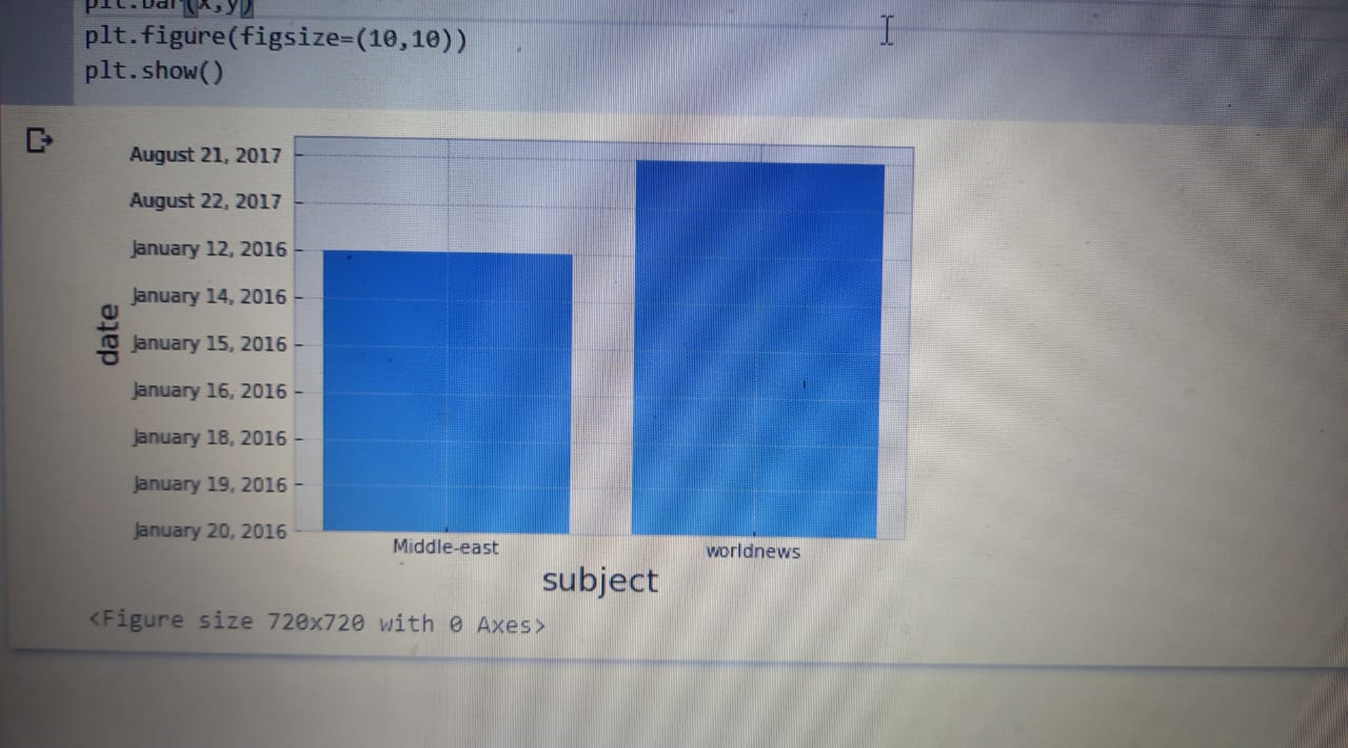 plt.bar(x,y)
plt.figure(figsize=(10,10))
plt.show()
August 21, 2017
August 22, 2017
January 12, 2016
January 14, 2016
January 15, 2016
January 16, 2016
January 18, 2016
January 19, 2016
January 20, 2016
date
Middle-east worldnews
subject
<Figure size 720x720 with 0 Axes>